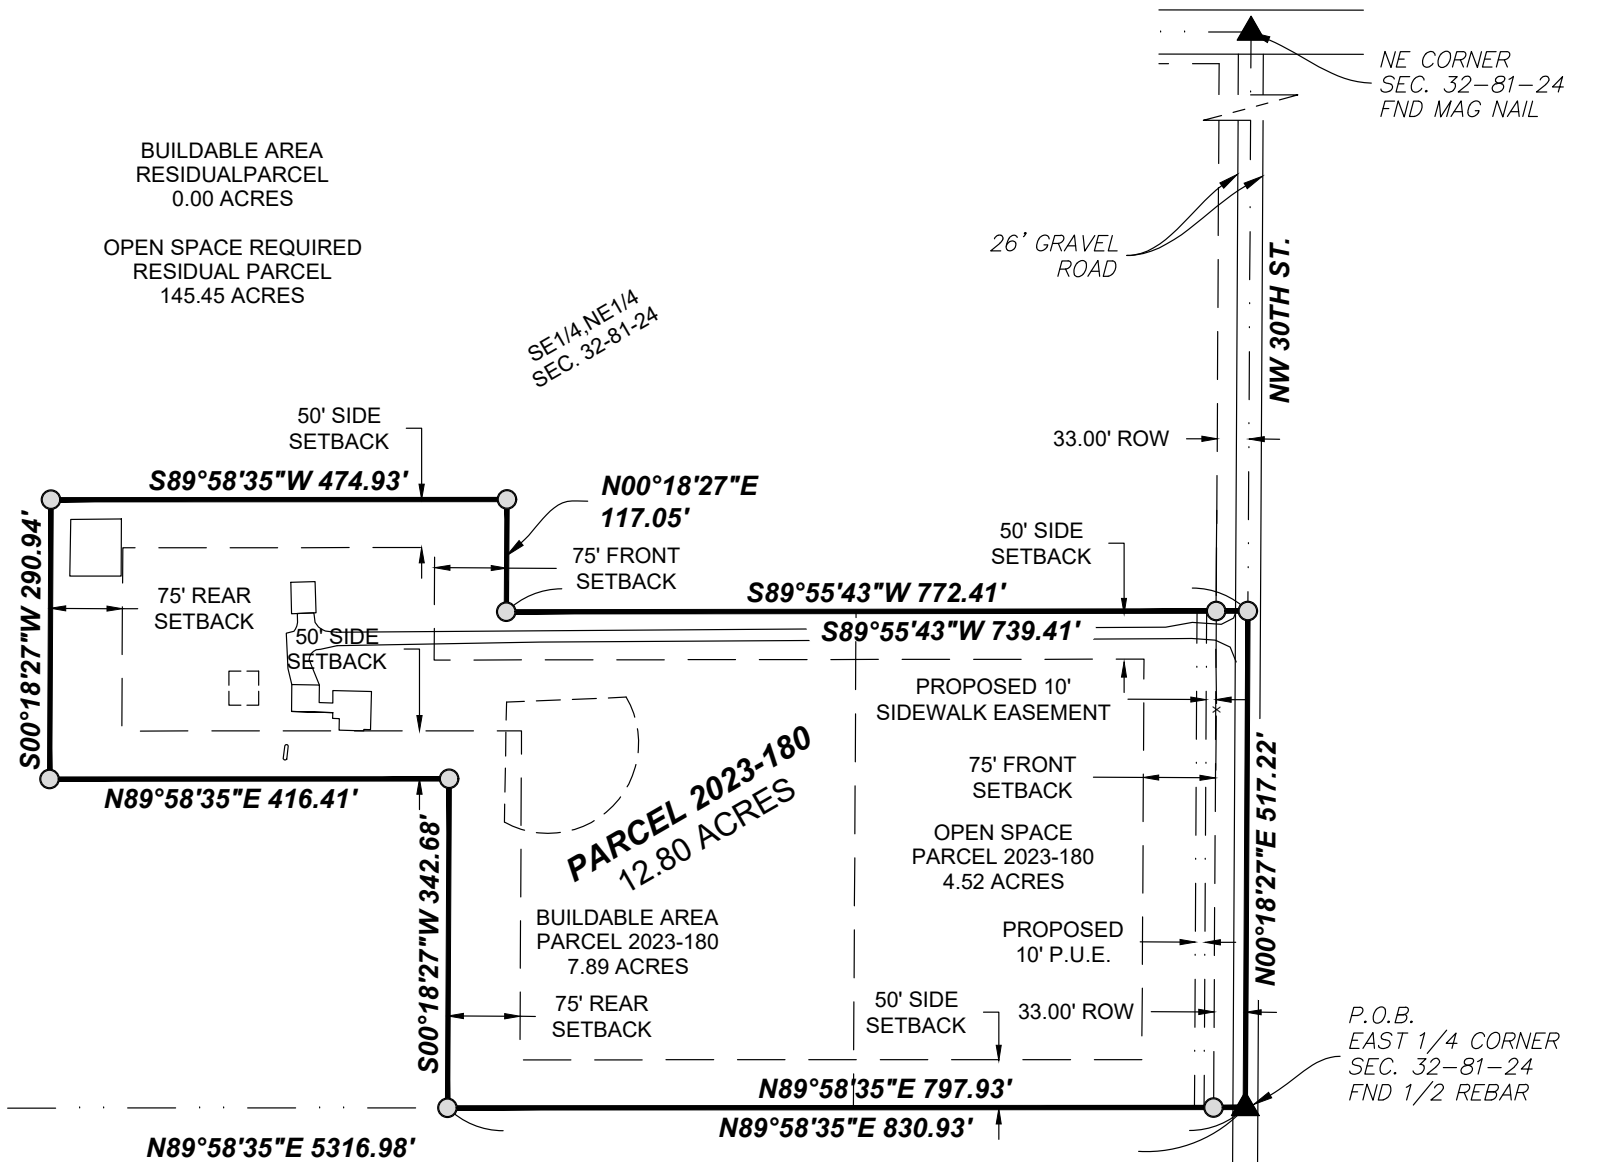 NE CORNER
SEC. 32-81-24
FND MAG NAIL
BUILDABLE AREA
RESIDUALPARCEL
0.00 ACRES
OPEN SPACE REQUIRED
RESIDUAL PARCEL
145.45 ACRES
26' GRAVEL
ROAD
NW 30TH ST.
SE1/4,NE1/4
SEC. 32-81-24
50' SIDE
SETBACK
33.00' ROW
S89°58'35"W 474.93'
N00°18'27"E
117.05'
S00°18'27"W 290.94'
75' FRONT
SETBACK
50' SIDE
SETBACK
75' REAR
SETBACK
S89°55'43"W 772.41'
S89°55'43"W 739.41'
50' SIDE
SETBACK
PROPOSED 10'
SIDEWALK EASEMENT
N89°58'35"E 416.41'
PARCEL 2023-180
12.80 ACRES
75' FRONT
SETBACK
N00°18'27"E 517.22'
S00°18'27"W 342.68'
OPEN SPACE
PARCEL 2023-180
4.52 ACRES
BUILDABLE AREA
PARCEL 2023-180
7.89 ACRES
PROPOSED
10' P.U.E.
75' REAR
SETBACK
50' SIDE
SETBACK
33.00' ROW
P.O.B.
EAST 1/4 CORNER
SEC. 32-81-24
FND 1/2 REBAR
N89°58'35"E 797.93'
N89°58'35"E 830.93'
N89°58'35"E 5316.98'